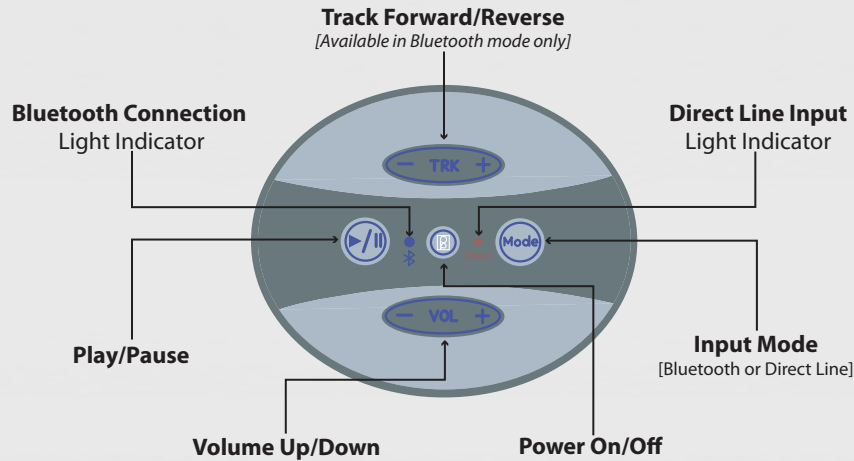 Track Forward/Reverse
[Available in Bluetooth mode only]
Bluetooth Connection
Light Indicator
Direct Line Input
Light Indicator
− TRK +
Mode
− VOL +
Play/Pause
Input Mode
[Bluetooth or Direct Line]
Volume Up/Down
Power On/Off